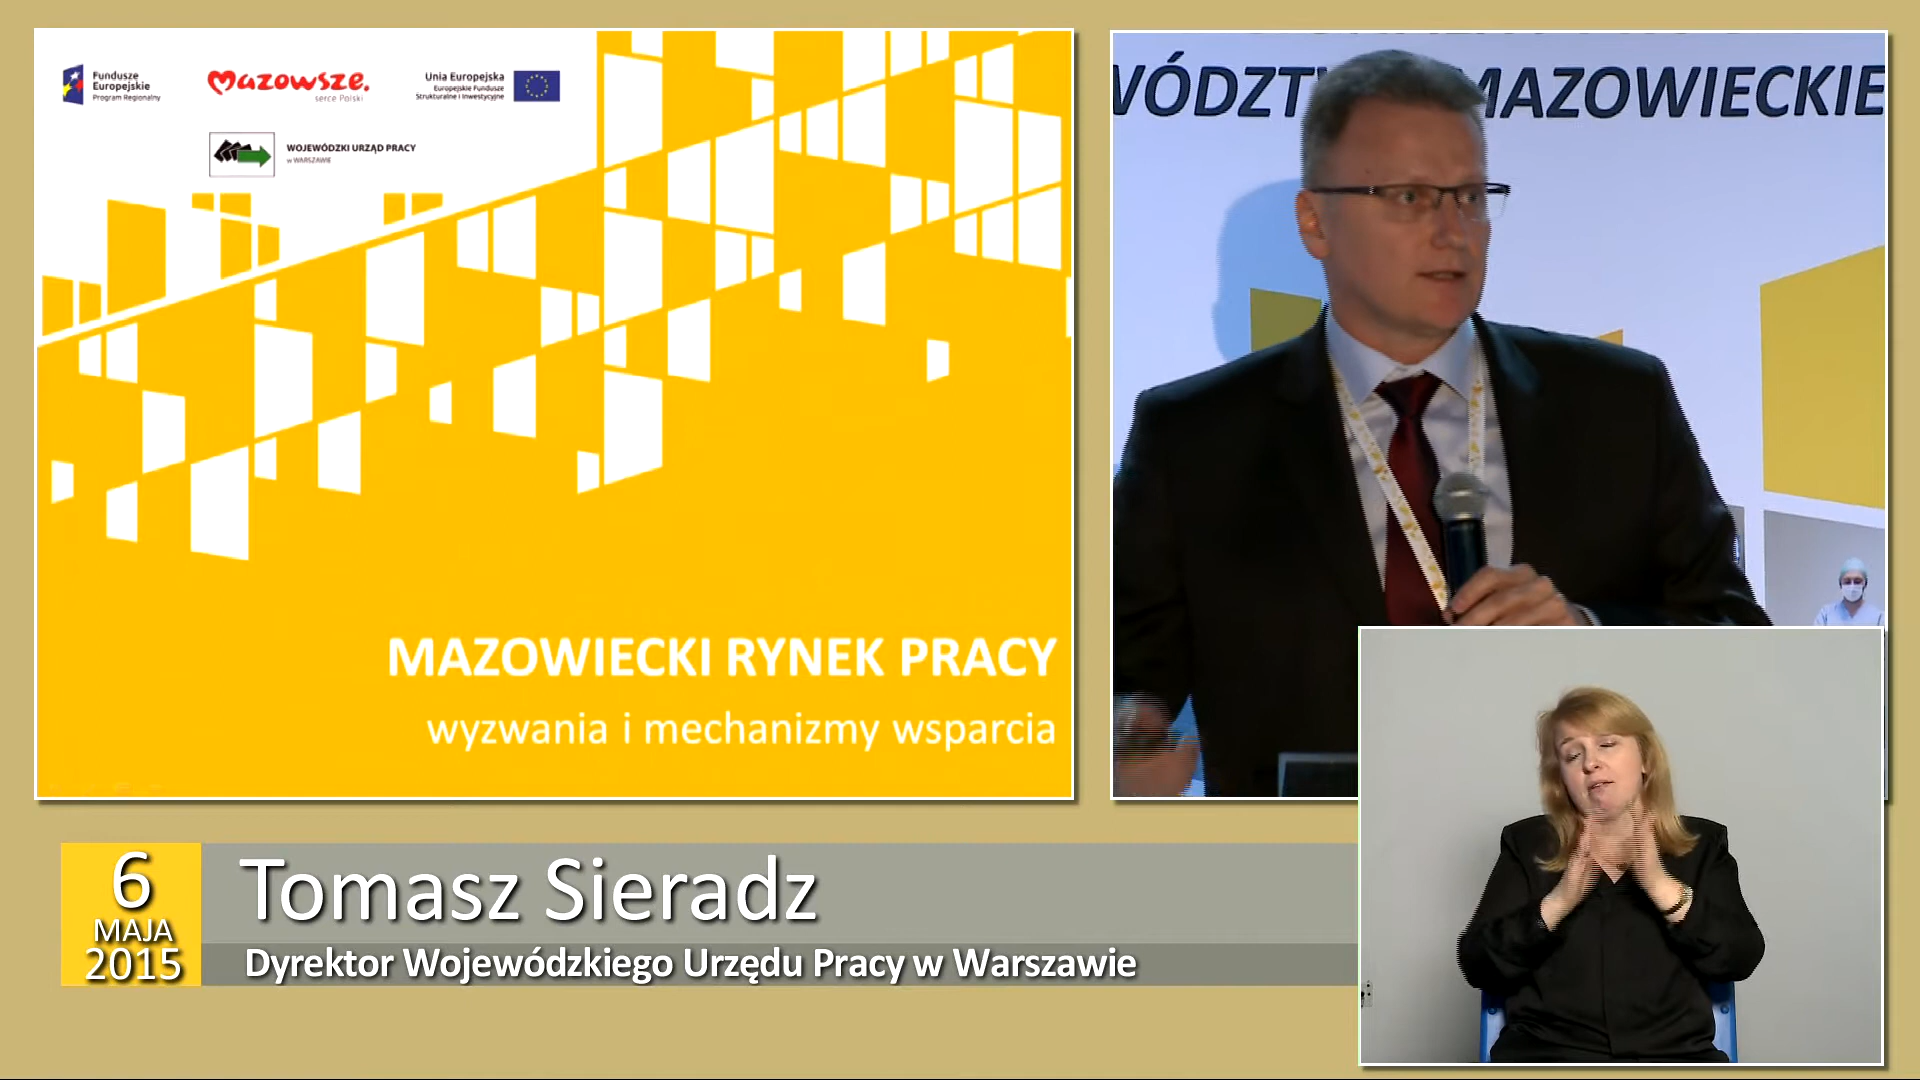 Fundusze
Europejskie
Program Regionalny
mazowsze.
serce Polski
Unia Europejska
Europejskie Fundusze
Strukturalne i Inwestycyjne
WOJEWÓDZKI URZĄD PRACY
w WARSZAWIE
MAZOWIECKI RYNEK PRACY
wyzwania i mechanizmy wsparcia
WÓDZTW MAZOWIECKIE
6
MAJA
2015
Tomasz Sieradz
Dyrektor Wojewódzkiego Urzędu Pracy w Warszawie